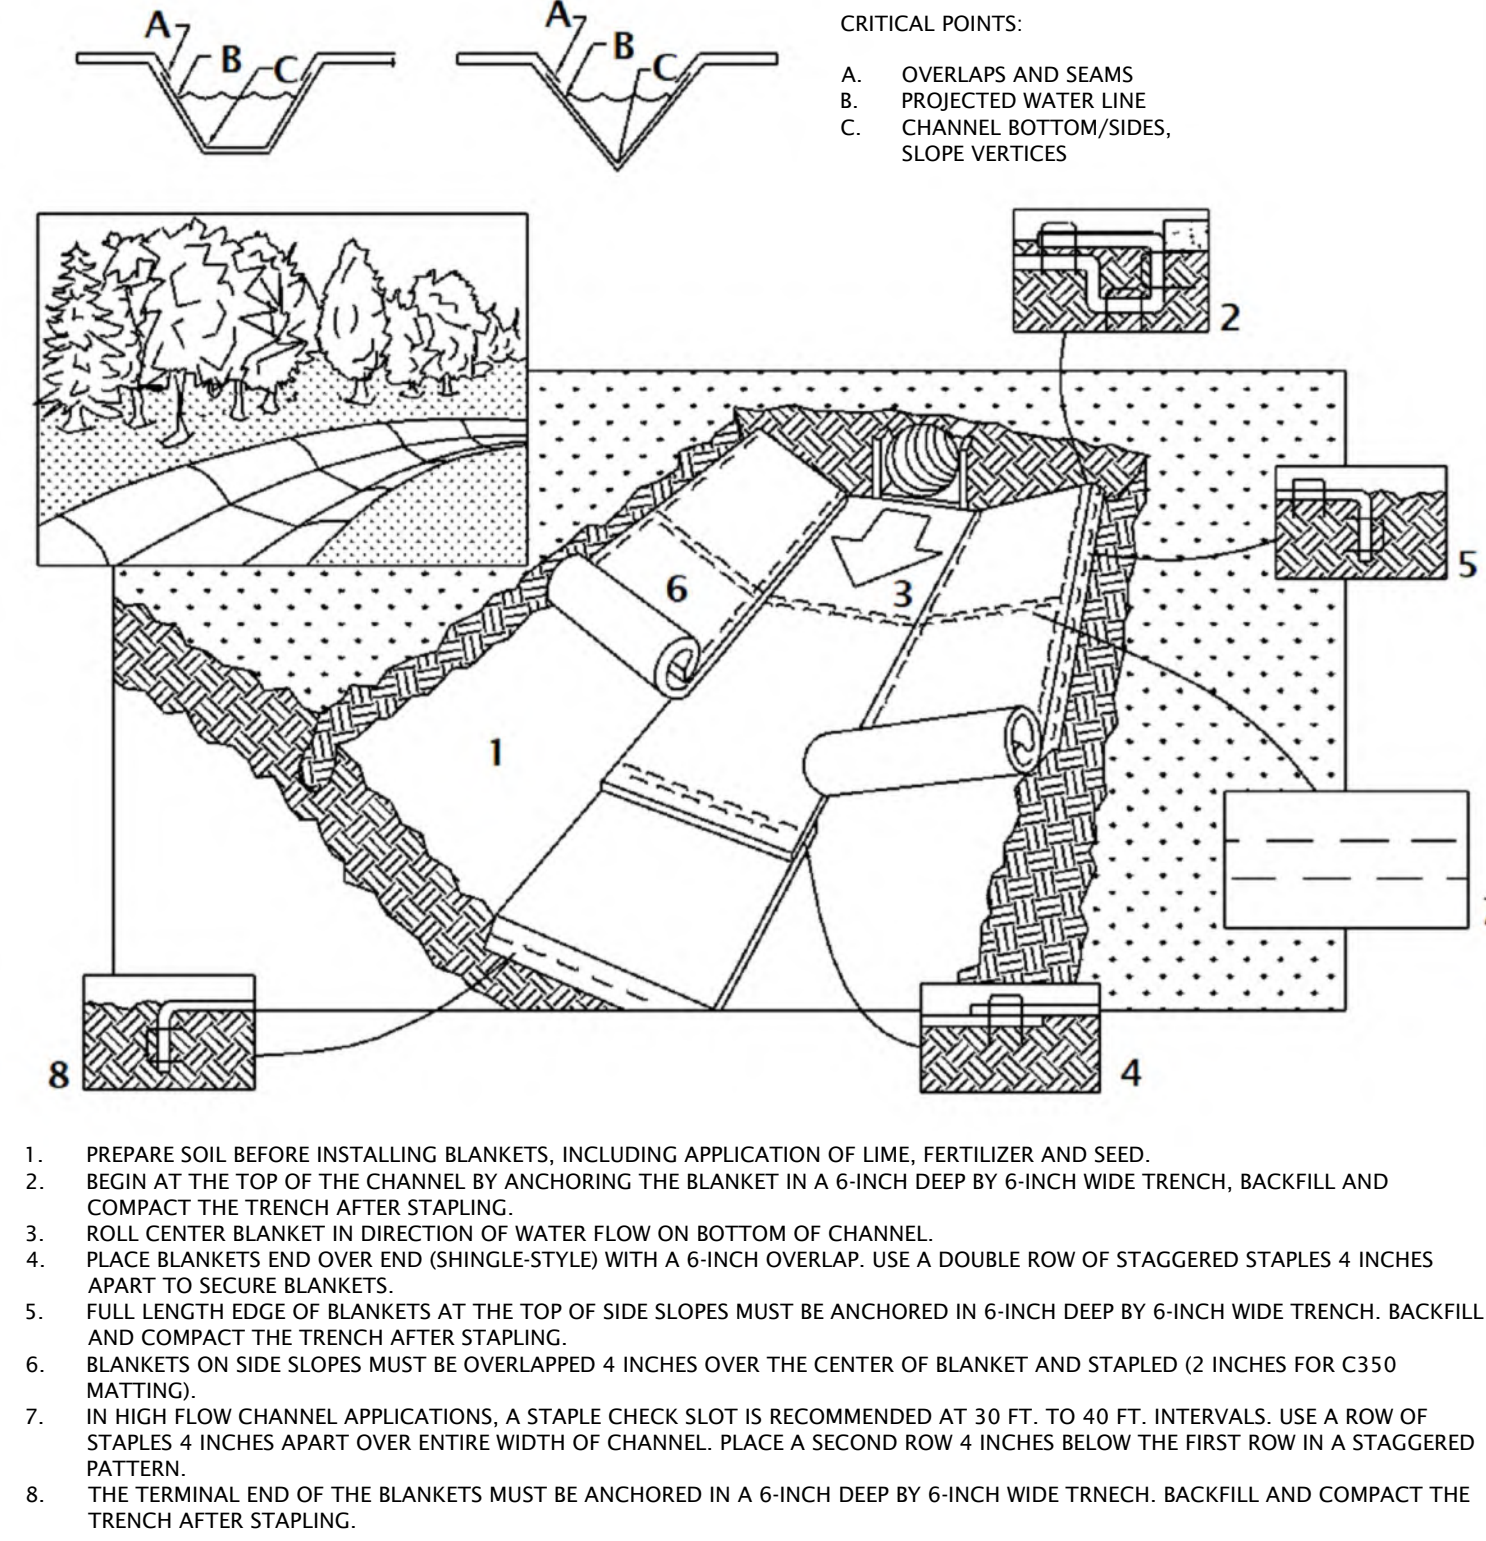 A
B
C
A
B
C
CRITICAL POINTS:
A. OVERLAPS AND SEAMS
B. PROJECTED WATER LINE
C. CHANNEL BOTTOM/SIDES,
SLOPE VERTICES
2
5
6
3
1
8
4
1. PREPARE SOIL BEFORE INSTALLING BLANKETS, INCLUDING APPLICATION OF LIME, FERTILIZER AND SEED.
2. BEGIN AT THE TOP OF THE CHANNEL BY ANCHORING THE BLANKET IN A 6-INCH DEEP BY 6-INCH WIDE TRENCH, BACKFILL AND
COMPACT THE TRENCH AFTER STAPLING.
3. ROLL CENTER BLANKET IN DIRECTION OF WATER FLOW ON BOTTOM OF CHANNEL.
4. PLACE BLANKETS END OVER END (SHINGLE-STYLE) WITH A 6-INCH OVERLAP. USE A DOUBLE ROW OF STAGGERED STAPLES 4 INCHES
APART TO SECURE BLANKETS.
5. FULL LENGTH EDGE OF BLANKETS AT THE TOP OF SIDE SLOPES MUST BE ANCHORED IN 6-INCH DEEP BY 6-INCH WIDE TRENCH. BACKFILL
AND COMPACT THE TRENCH AFTER STAPLING.
6. BLANKETS ON SIDE SLOPES MUST BE OVERLAPPED 4 INCHES OVER THE CENTER OF BLANKET AND STAPLED (2 INCHES FOR C350
MATTING).
7. IN HIGH FLOW CHANNEL APPLICATIONS, A STAPLE CHECK SLOT IS RECOMMENDED AT 30 FT. TO 40 FT. INTERVALS. USE A ROW OF
STAPLES 4 INCHES APART OVER ENTIRE WIDTH OF CHANNEL. PLACE A SECOND ROW 4 INCHES BELOW THE FIRST ROW IN A STAGGERED
PATTERN.
8. THE TERMINAL END OF THE BLANKETS MUST BE ANCHORED IN A 6-INCH DEEP BY 6-INCH WIDE TRNECH. BACKFILL AND COMPACT THE
TRENCH AFTER STAPLING.